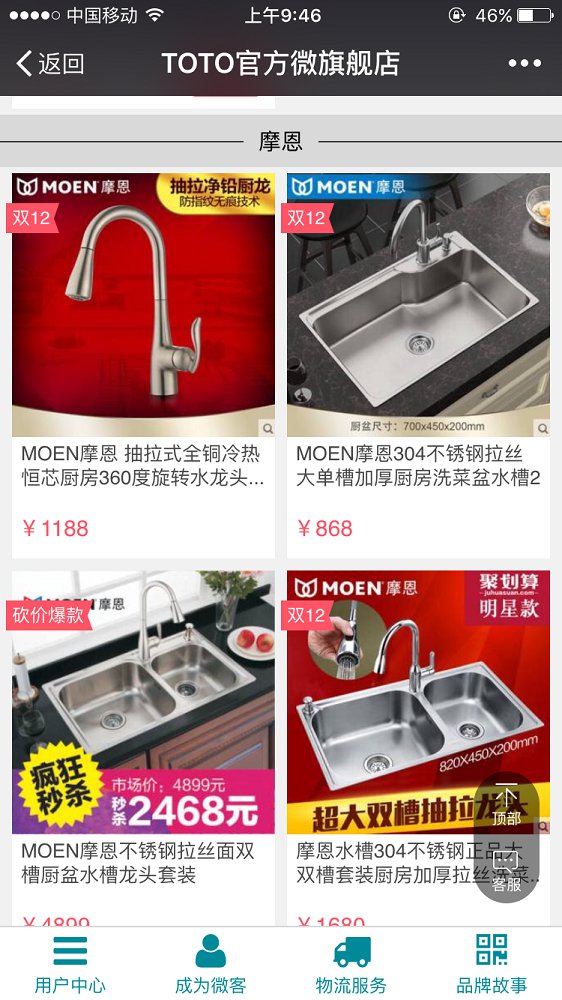 中国移动
上午9:46
46%
返回
TOTO官方微旗舰店
摩恩
MOEN 摩恩
抽拉净铅厨龙
防指纹无痕技术
双12
MOEN摩恩 抽拉式全铜冷热
恒芯厨房360度旋转水龙头...
￥1188
MOEN 摩恩
双12
厨盆尺寸：700x450x200mm
MOEN摩恩304不锈钢拉丝
大单槽加厚厨房洗菜盆水槽2
￥868
MOEN 摩恩
砍价爆款
疯狂
秒杀
市场价：4899元
秒杀2468元
MOEN摩恩不锈钢拉丝面双
槽厨盆水槽龙头套装
￥4899
MOEN 摩恩
聚划算
juhuasuan.com
明星款
双12
820X450X200mm
超大双槽抽拉龙头
摩恩水槽304不锈钢正品大
双槽套装厨房加厚拉丝洗菜...
￥1680
顶部
客服
用户中心
成为微客
物流服务
品牌故事